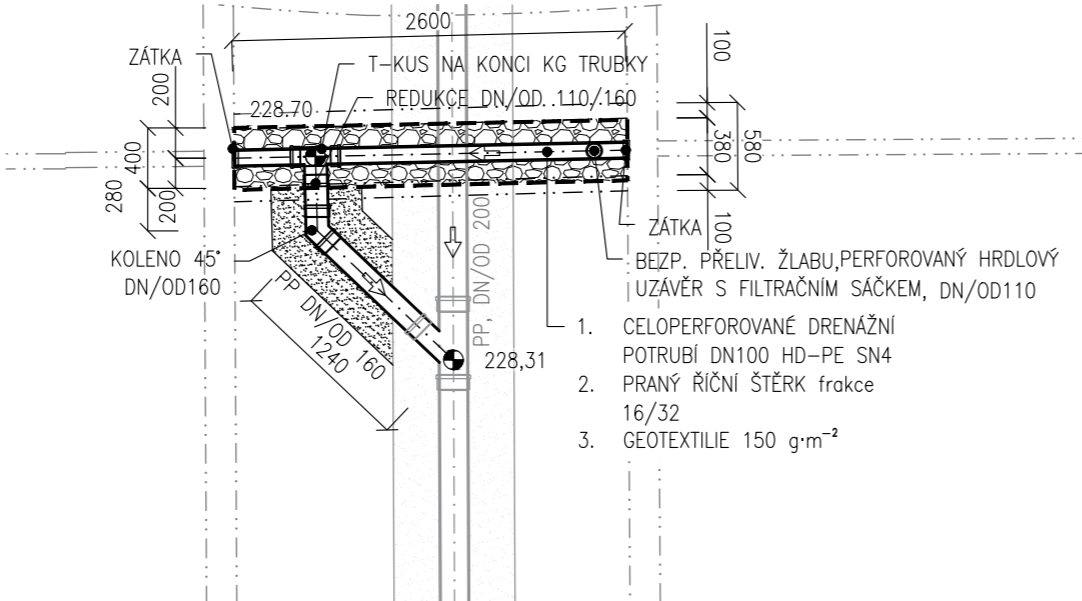 2600
ZÁTKA
T-KUS NA KONCI KG TRUBKY
REDUKCE DN/OD 110/160
228.70
100
200
400
280
200
380
580
100
ZÁTKA
KOLENO 45°
DN/OD160
BEZP. PŘELIV. ŽLABU,PERFOROVANÝ HRDLOVÝ
UZÁVĚR S FILTRAČNÍM SÁČKEM, DN/OD110
PP, DN/OD 200
PP DN/OD 160
1240
228,31
1. CELOPERFOROVANÉ DRENÁŽNÍ
POTRUBÍ DN100 HD-PE SN4
2. PRANÝ ŘÍČNÍ ŠTĚRK frakce
16/32
3. GEOTEXTILIE 150 g·m⁻²